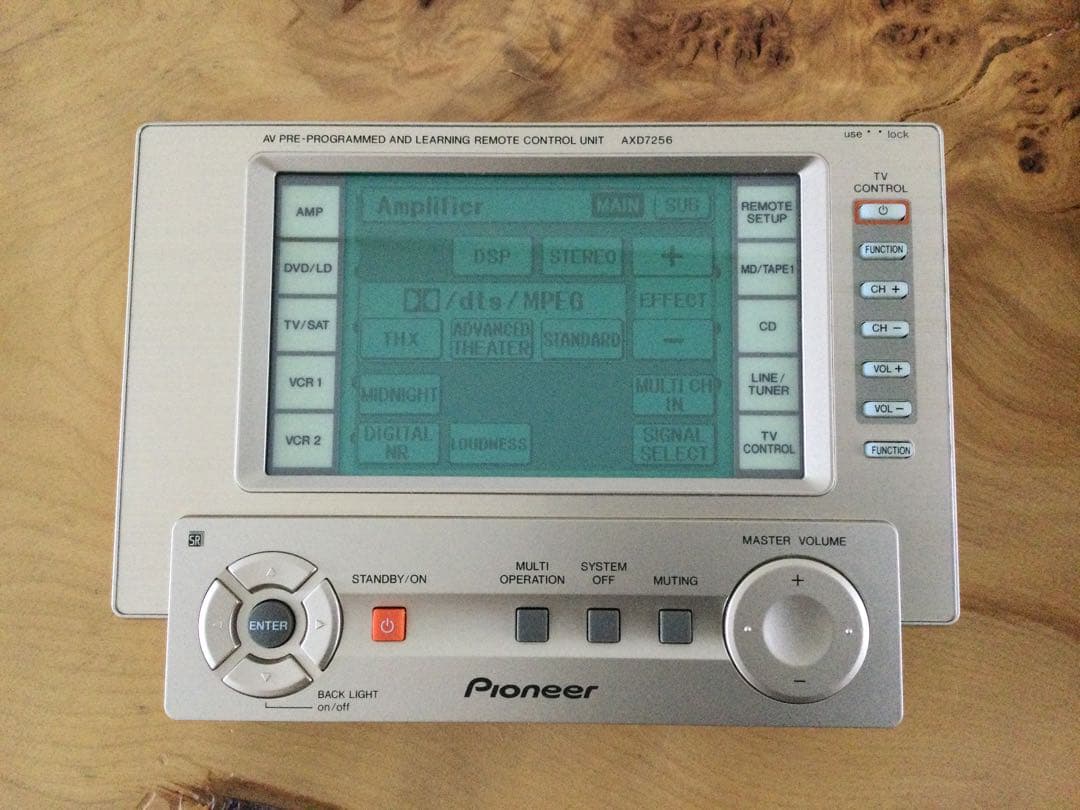 AV PRE-PROGRAMMED AND LEARNING REMOTE CONTROL UNIT AXD7256
use lock
TV
CONTROL
FUNCTION
CH +
CH −
VOL +
VOL −
FUNCTION
AMP
DVD/LD
TV/SAT
VCR 1
VCR 2
Amplifier MAIN SUB
DSP STEREO +
/dts/MPEG EFFECT
THX ADVANCED
THEATER STANDARD −
MIDNIGHT MULTI CH
IN
DIGITAL
NR LOUDNESS SIGNAL
SELECT
REMOTE
SETUP
MD/TAPE1
CD
LINE/
TUNER
TV
CONTROL
SR
ENTER
BACK LIGHT
on/off
STANDBY/ON
MULTI
OPERATION
SYSTEM
OFF
MUTING
MASTER VOLUME
+
−
Pioneer